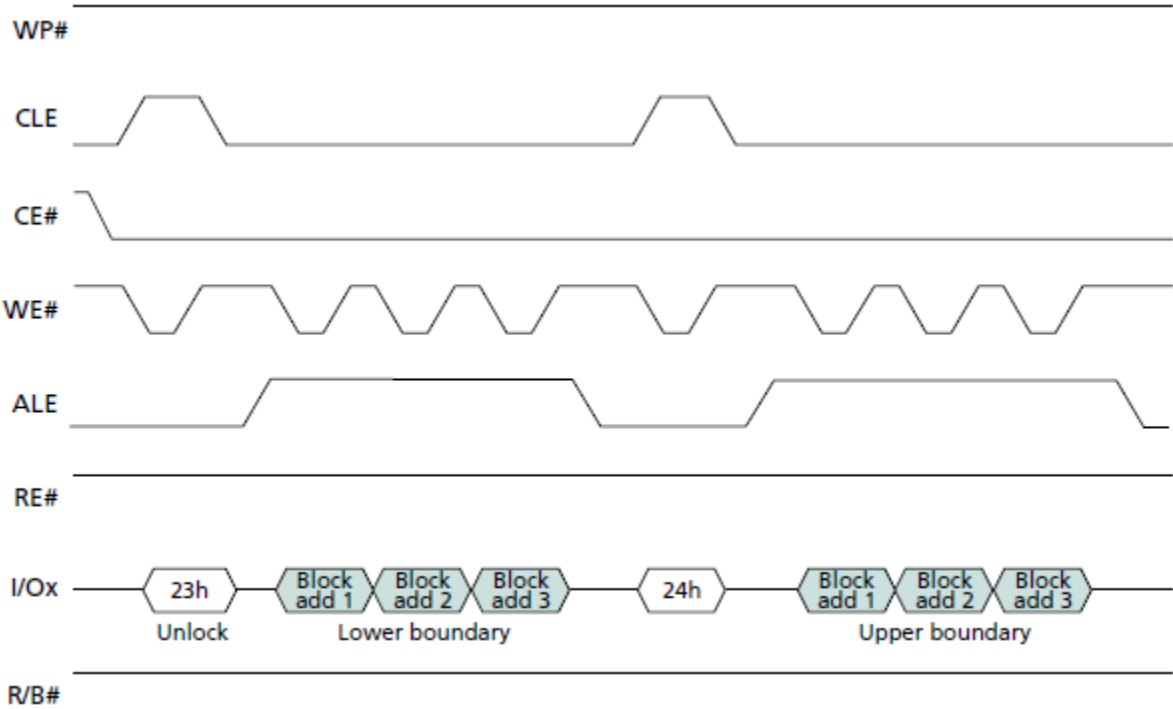 WP#
CLE
CE#
WE#
ALE
RE#
I/Ox
23h
Block
add 1
Block
add 2
Block
add 3
24h
Block
add 1
Block
add 2
Block
add 3
Unlock
Lower boundary
Upper boundary
R/B#